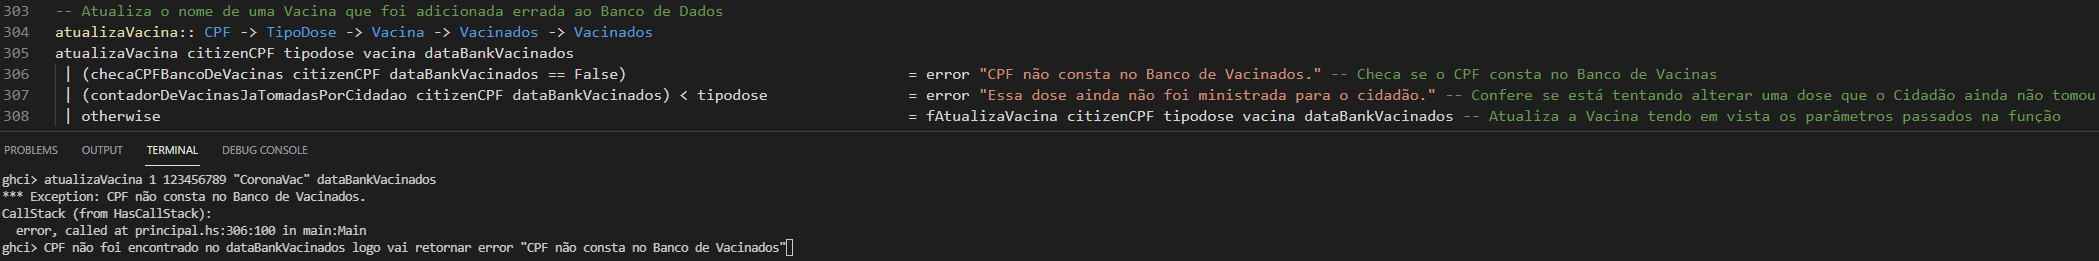 303 -- Atualiza o nome de uma Vacina que foi adicionada errada ao Banco de Dados
304 atualizaVacina:: CPF -> TipoDose -> Vacina -> Vacinados -> Vacinados
305 atualizaVacina citizenCPF tipodose vacina dataBankVacinados
306 | (checaCPFBancoDeVacinas citizenCPF dataBankVacinados == False) = error "CPF não consta no Banco de Vacinados." -- Checa se o CPF consta no Banco de Vacinas
307 | (contadorDeVacinasJaTomadasPorCidadao citizenCPF dataBankVacinados) < tipodose = error "Essa dose ainda não foi ministrada para o cidadão." -- Confere se está tentando alterar uma dose que o Cidadão ainda não tomou
308 | otherwise = fAtualizaVacina citizenCPF tipodose vacina dataBankVacinados -- Atualiza a Vacina tendo em vista os parâmetros passados na função
PROBLEMS OUTPUT TERMINAL DEBUG CONSOLE
ghci> atualizaVacina 1 123456789 "CoronaVac" dataBankVacinados
*** Exception: CPF não consta no Banco de Vacinados.
CallStack (from HasCallStack):
error, called at principal.hs:306:100 in main:Main
ghci> CPF não foi encontrado no dataBankVacinados logo vai retornar error "CPF não consta no Banco de Vacinados"